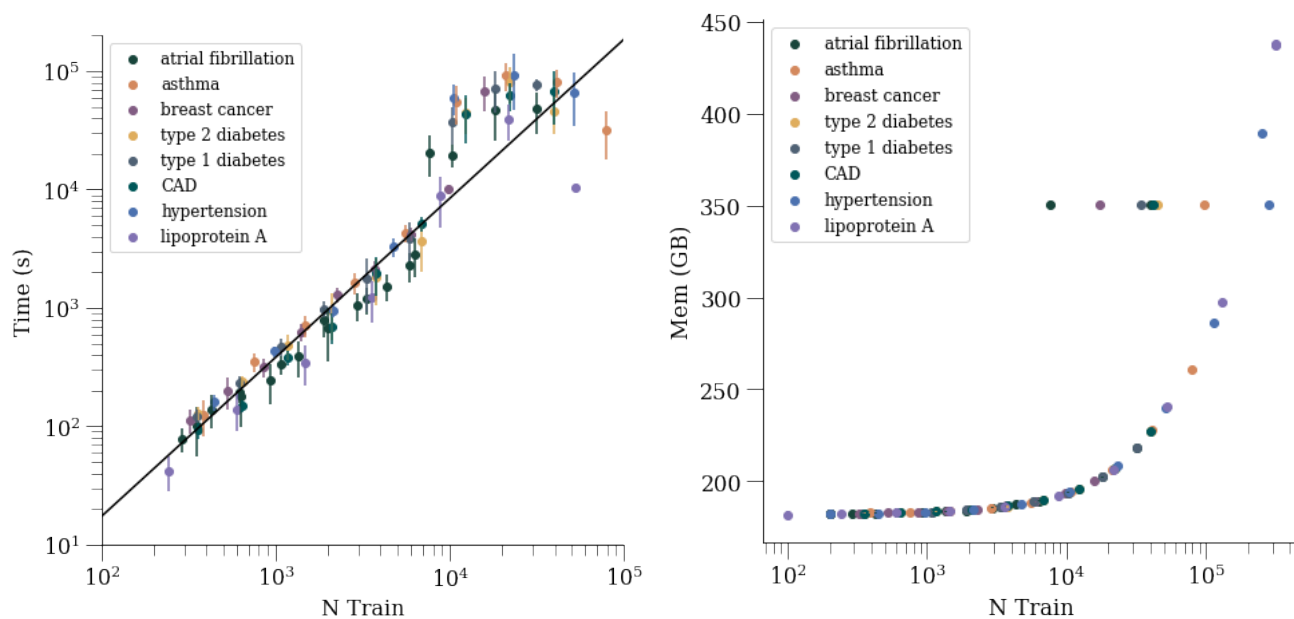 Time (s)
10^5
10^4
10^3
10^2
10^1
atrial fibrillation
asthma
breast cancer
type 2 diabetes
type 1 diabetes
CAD
hypertension
lipoprotein A
10^2
10^3
10^4
10^5
N Train
Mem (GB)
450
400
350
300
250
200
atrial fibrillation
asthma
breast cancer
type 2 diabetes
type 1 diabetes
CAD
hypertension
lipoprotein A
10^2
10^3
10^4
10^5
N Train